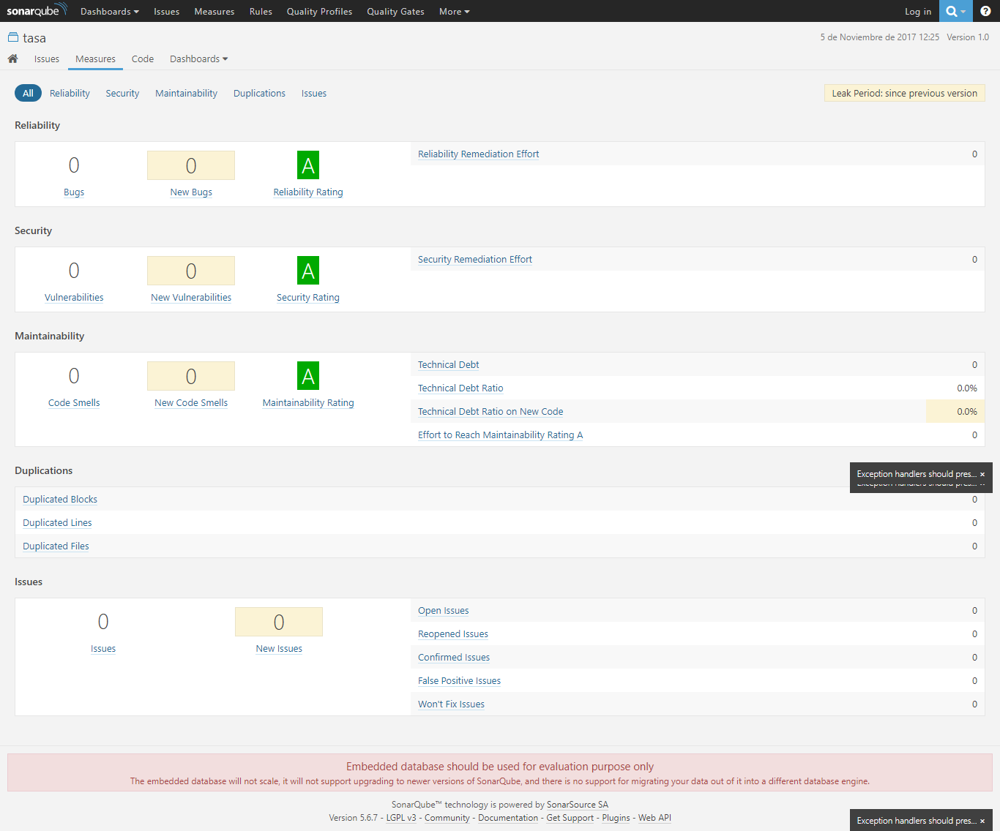 sonarqube Dashboards Issues Measures Rules Quality Profiles Quality Gates More Log in ?
tasa
5 de Noviembre de 2017 12:25 Version 1.0
Issues Measures Code Dashboards
All Reliability Security Maintainability Duplications Issues
Leak Period: since previous version
Reliability
0 0 A
Bugs New Bugs Reliability Rating
Reliability Remediation Effort 0
Security
0 0 A
Vulnerabilities New Vulnerabilities Security Rating
Security Remediation Effort 0
Maintainability
0 0 A
Code Smells New Code Smells Maintainability Rating
Technical Debt 0
Technical Debt Ratio 0.0%
Technical Debt Ratio on New Code 0.0%
Effort to Reach Maintainability Rating A 0
Duplications
Exception handlers should pres... ×
Exception handlers should pres... ×
Duplicated Blocks 0
Duplicated Lines 0
Duplicated Files 0
Issues
0 0
Issues New Issues
Open Issues 0
Reopened Issues 0
Confirmed Issues 0
False Positive Issues 0
Won't Fix Issues 0
Embedded database should be used for evaluation purpose only
The embedded database will not scale, it will not support upgrading to newer versions of SonarQube, and there is no support for migrating your data out of it into a different database engine.
SonarQube™ technology is powered by SonarSource SA
Version 5.6.7 - LGPL v3 - Community - Documentation - Get Support - Plugins - Web API
Exception handlers should pres... ×